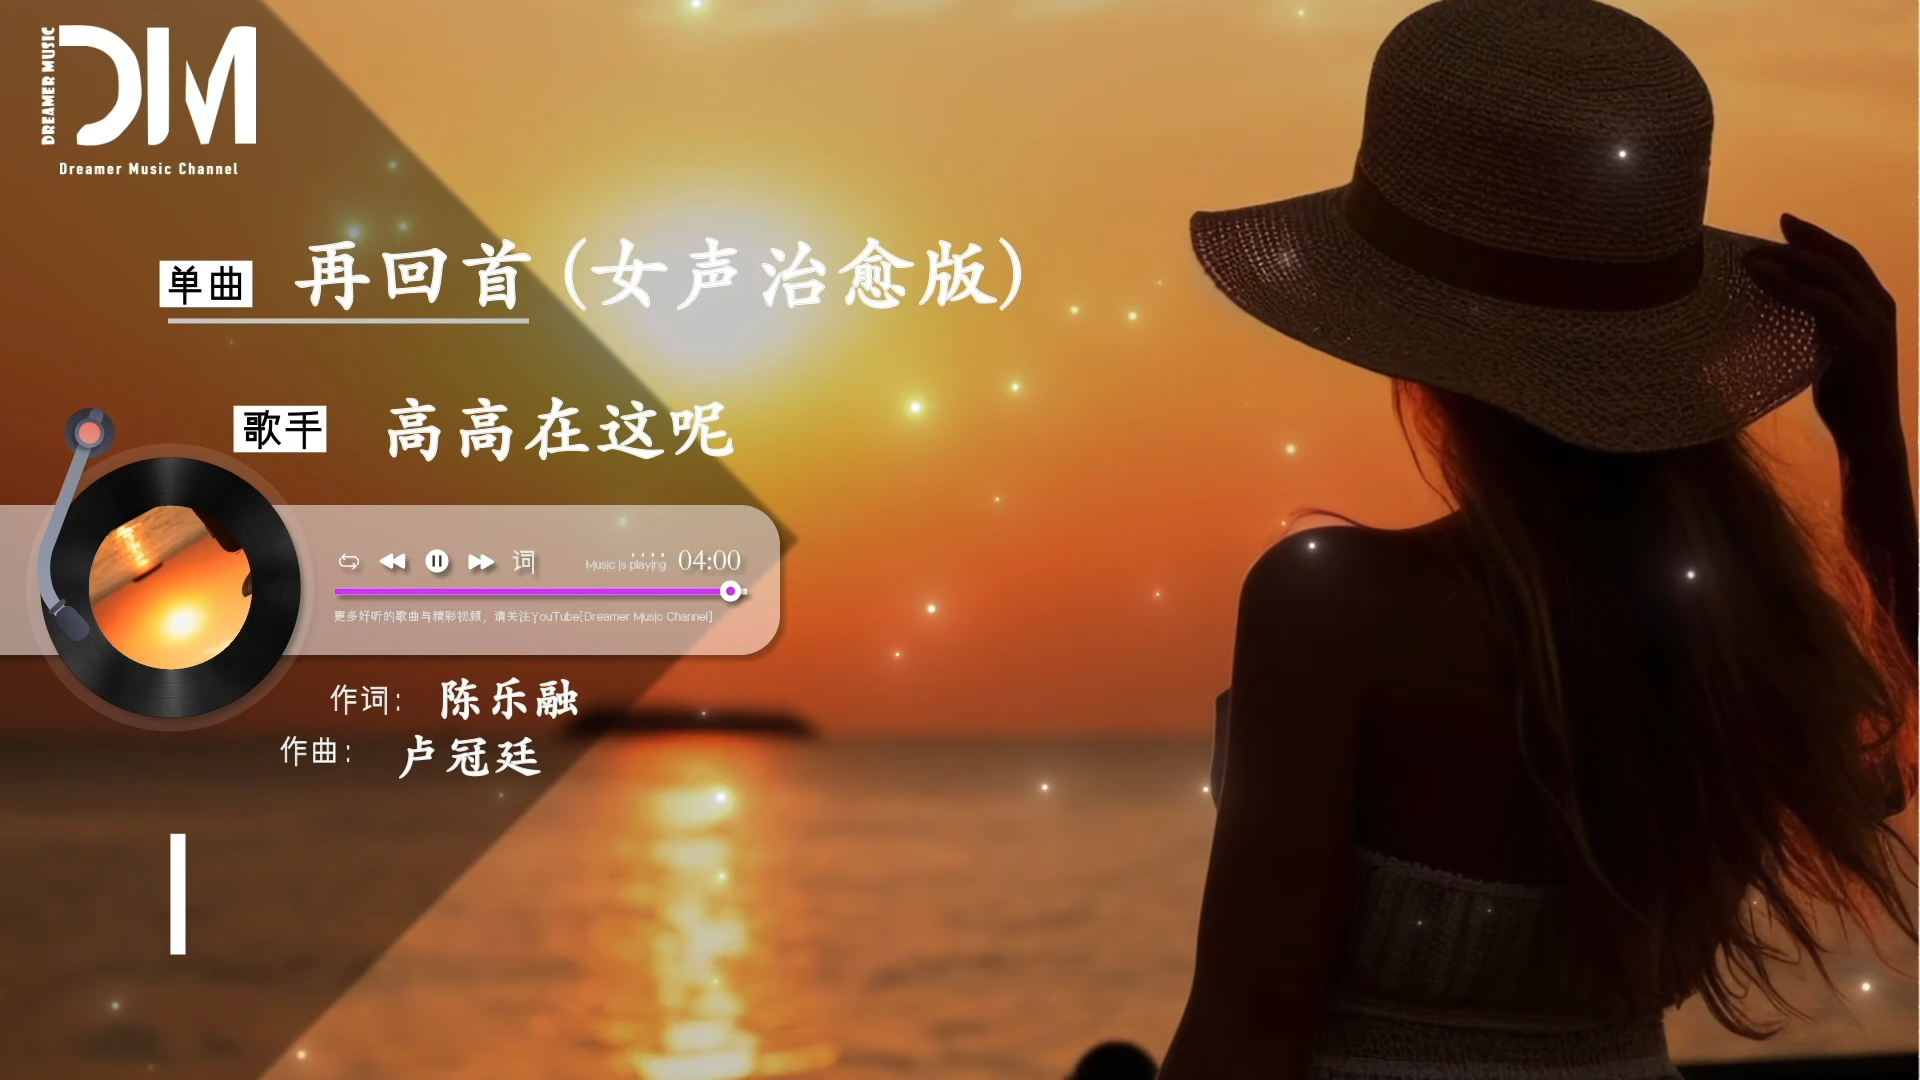 DREAMER MUSIC
DM
Dreamer Music Channel
单曲 再回首 (女声治愈版)
歌手 高高在这呢
词 Music is playing 04:00
更多好听的歌曲与精彩视频，请关注YouTube[Dreamer Music Channel]
作词： 陈乐融
作曲： 卢冠廷